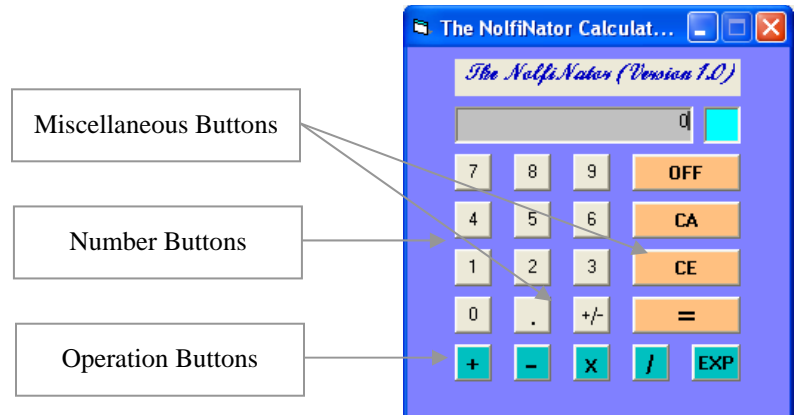 The NolfiNator Calculat...
The NolfiNator (Version 1.0)
0
Miscellaneous Buttons
7 8 9 OFF
4 5 6 CA
Number Buttons
1 2 3 CE
0 . +/- =
Operation Buttons
+ - x / EXP